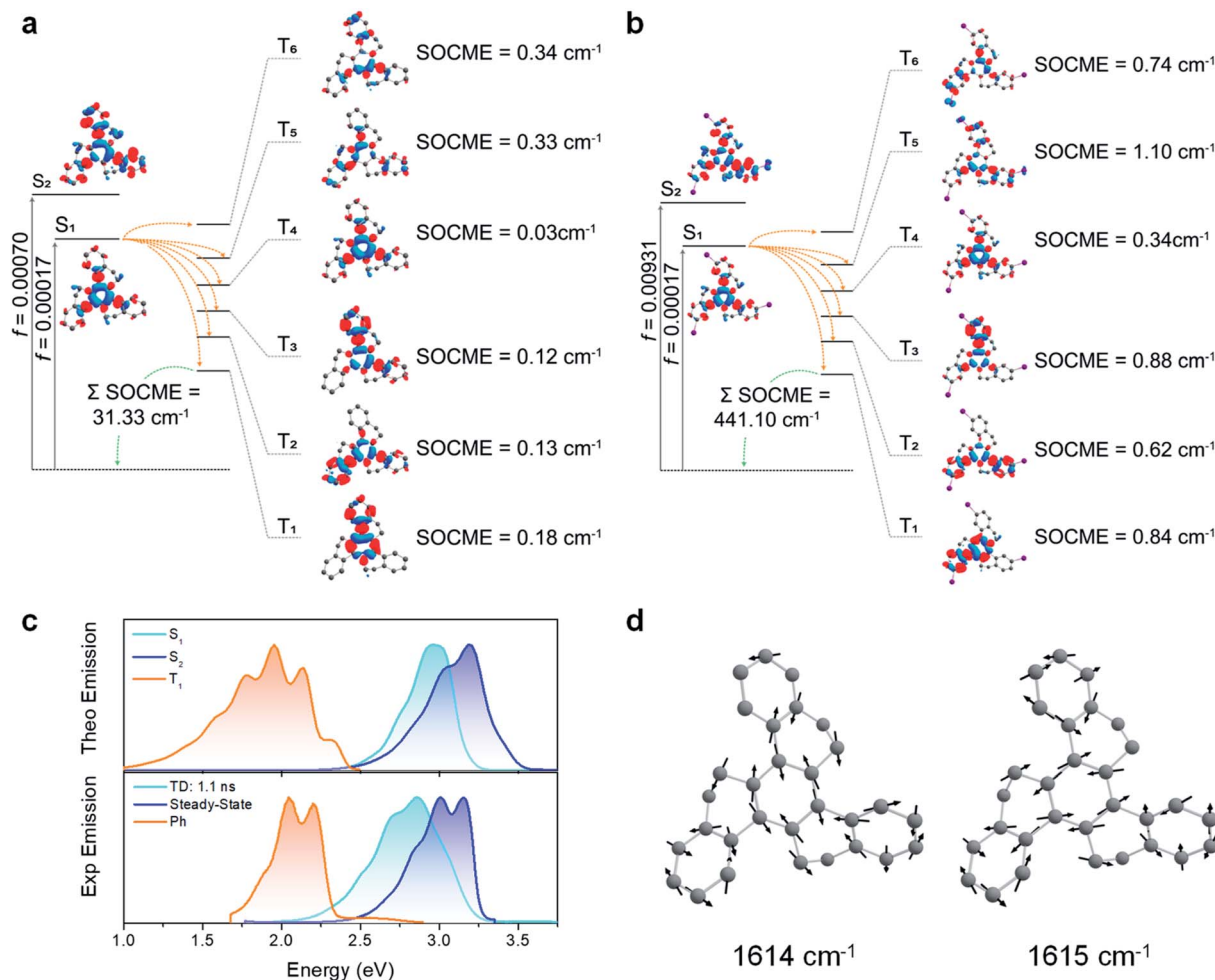 a
T₆
SOCME = 0.34 cm⁻¹
T₅
SOCME = 0.33 cm⁻¹
S₂
T₄
SOCME = 0.03cm⁻¹
S₁
f = 0.00070
f = 0.00017
T₃
SOCME = 0.12 cm⁻¹
Σ SOCME =
31.33 cm⁻¹
T₂
SOCME = 0.13 cm⁻¹
T₁
SOCME = 0.18 cm⁻¹
b
T₆
SOCME = 0.74 cm⁻¹
T₅
SOCME = 1.10 cm⁻¹
S₂
T₄
SOCME = 0.34cm⁻¹
S₁
f = 0.00931
f = 0.00017
T₃
SOCME = 0.88 cm⁻¹
Σ SOCME =
441.10 cm⁻¹
T₂
SOCME = 0.62 cm⁻¹
T₁
SOCME = 0.84 cm⁻¹
c
Theo Emission
S₁
S₂
T₁
Exp Emission
TD: 1.1 ns
Steady-State
Ph
1.0 1.5 2.0 2.5 3.0 3.5
Energy (eV)
d
1614 cm⁻¹
1615 cm⁻¹